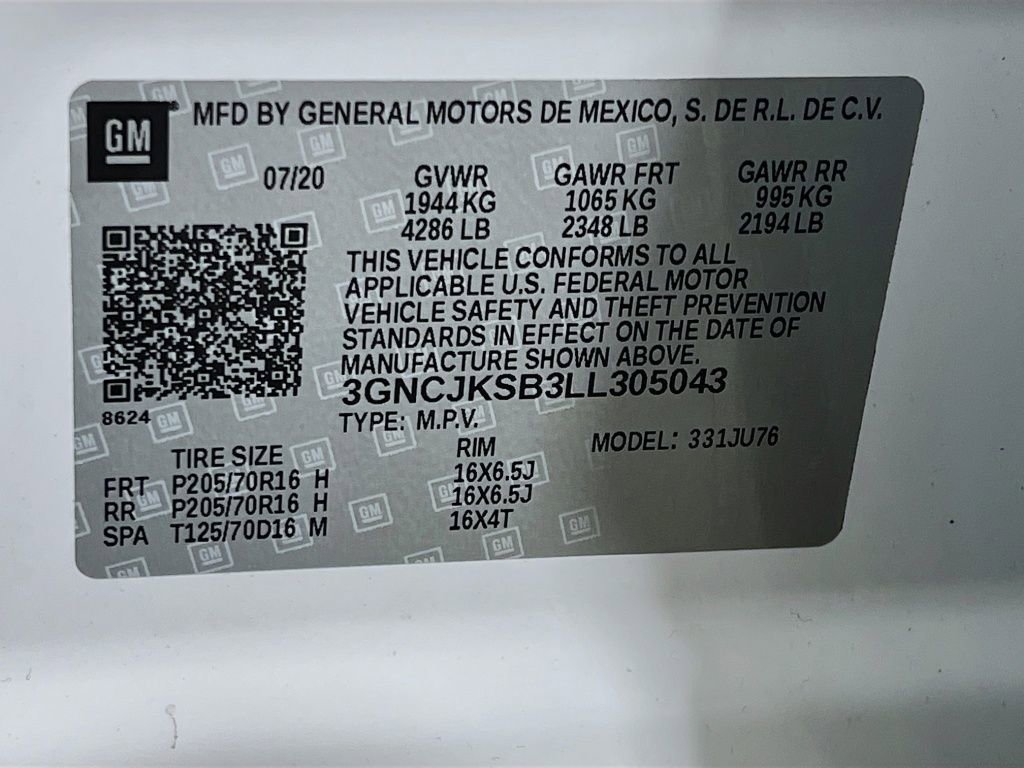 GM MFD BY GENERAL MOTORS DE MEXICO, S. DE R.L. DE C.V.
07/20 GVWR GAWR FRT GAWR RR
1944 KG 1065 KG 995 KG
4286 LB 2348 LB 2194 LB
THIS VEHICLE CONFORMS TO ALL
APPLICABLE U.S. FEDERAL MOTOR
VEHICLE SAFETY AND THEFT PREVENTION
STANDARDS IN EFFECT ON THE DATE OF
MANUFACTURE SHOWN ABOVE.
3GNCJKSB3LL305043
8624 TYPE: M.P.V.
MODEL: 331JU76
TIRE SIZE RIM
FRT P205/70R16 H 16X6.5J
RR P205/70R16 H 16X6.5J
SPA T125/70D16 M 16X4T